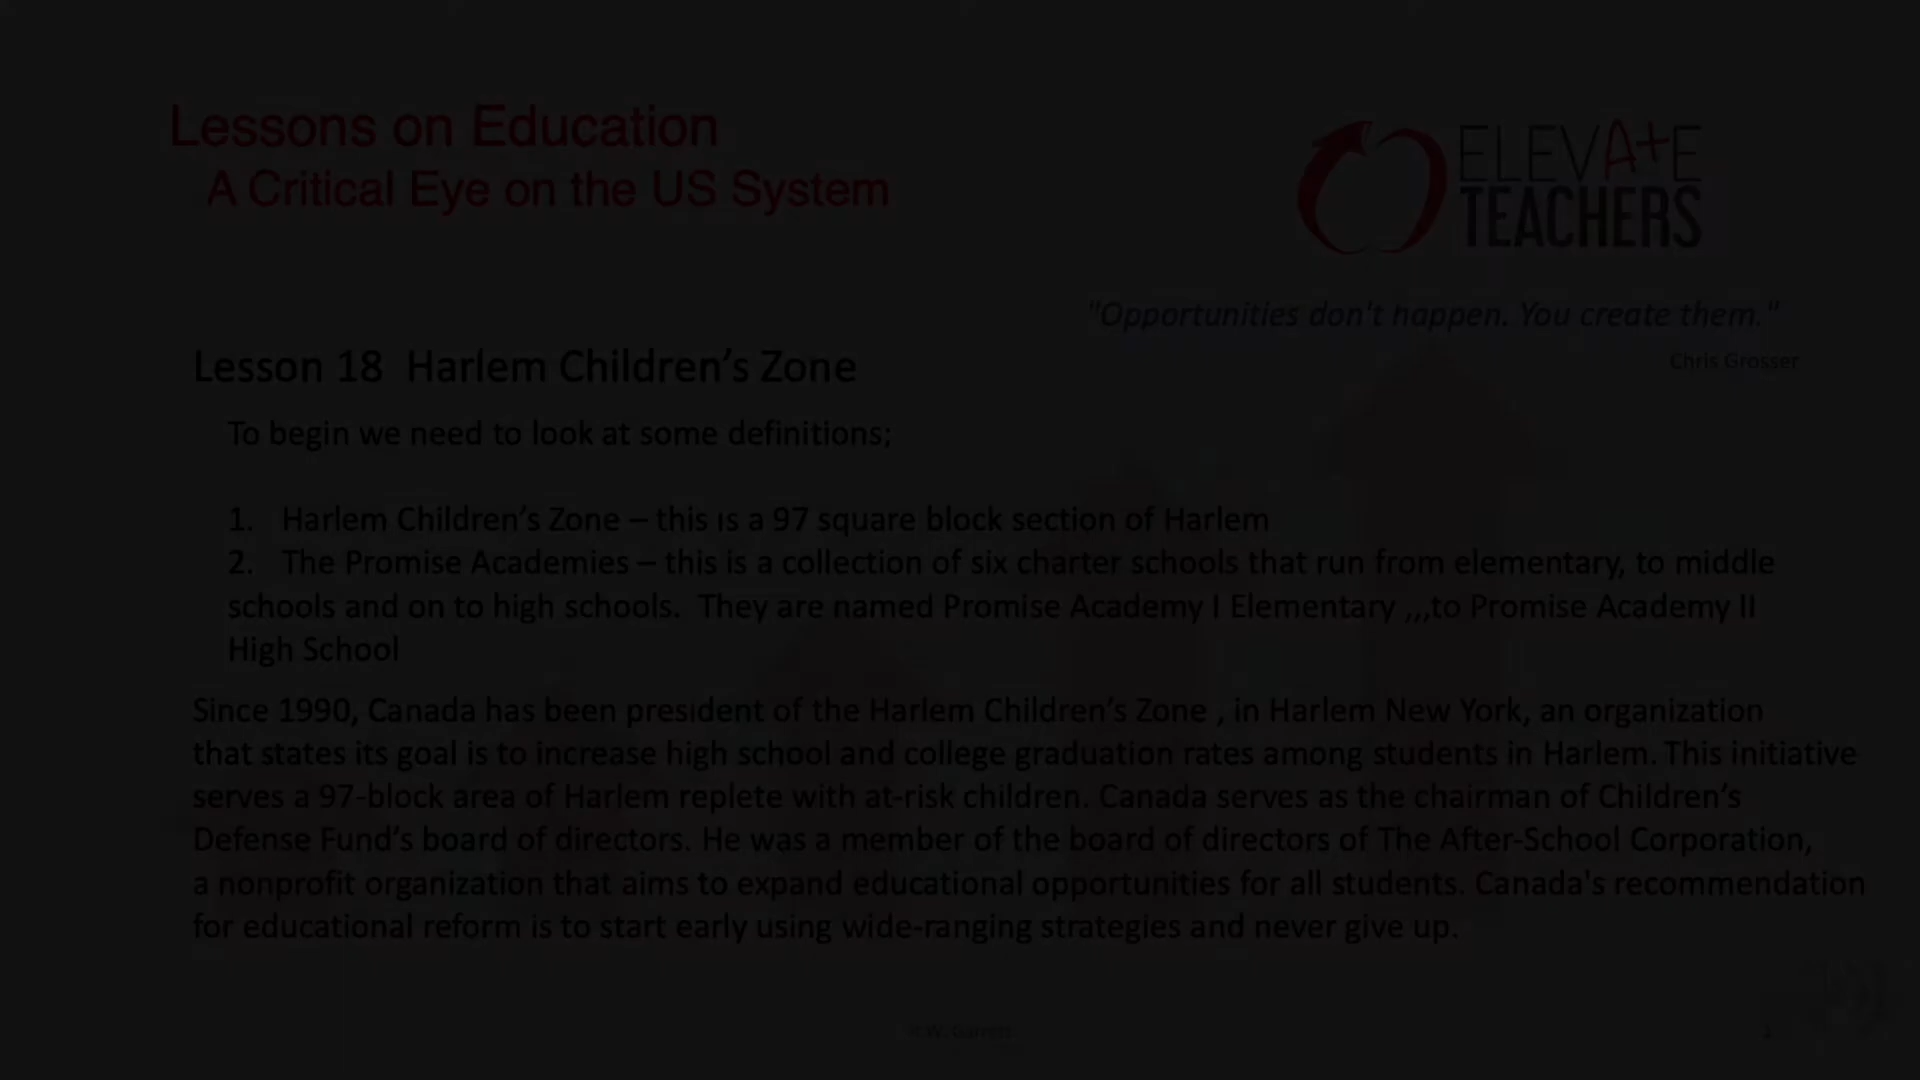 Lessons on Education
A Critical Eye on the US System
ELEVA+E
TEACHERS
"Opportunities don't happen. You create them."
Chris Grosser
Lesson 18 Harlem Children’s Zone
To begin we need to look at some definitions;
1. Harlem Children’s Zone – this is a 97 square block section of Harlem
2. The Promise Academies – this is a collection of six charter schools that run from elementary, to middle
schools and on to high schools. They are named Promise Academy I Elementary ,,,to Promise Academy II
High School
Since 1990, Canada has been president of the Harlem Children’s Zone , in Harlem New York, an organization
that states its goal is to increase high school and college graduation rates among students in Harlem. This initiative
serves a 97-block area of Harlem replete with at-risk children. Canada serves as the chairman of Children’s
Defense Fund’s board of directors. He was a member of the board of directors of The After-School Corporation,
a nonprofit organization that aims to expand educational opportunities for all students. Canada's recommendation
for educational reform is to start early using wide-ranging strategies and never give up.